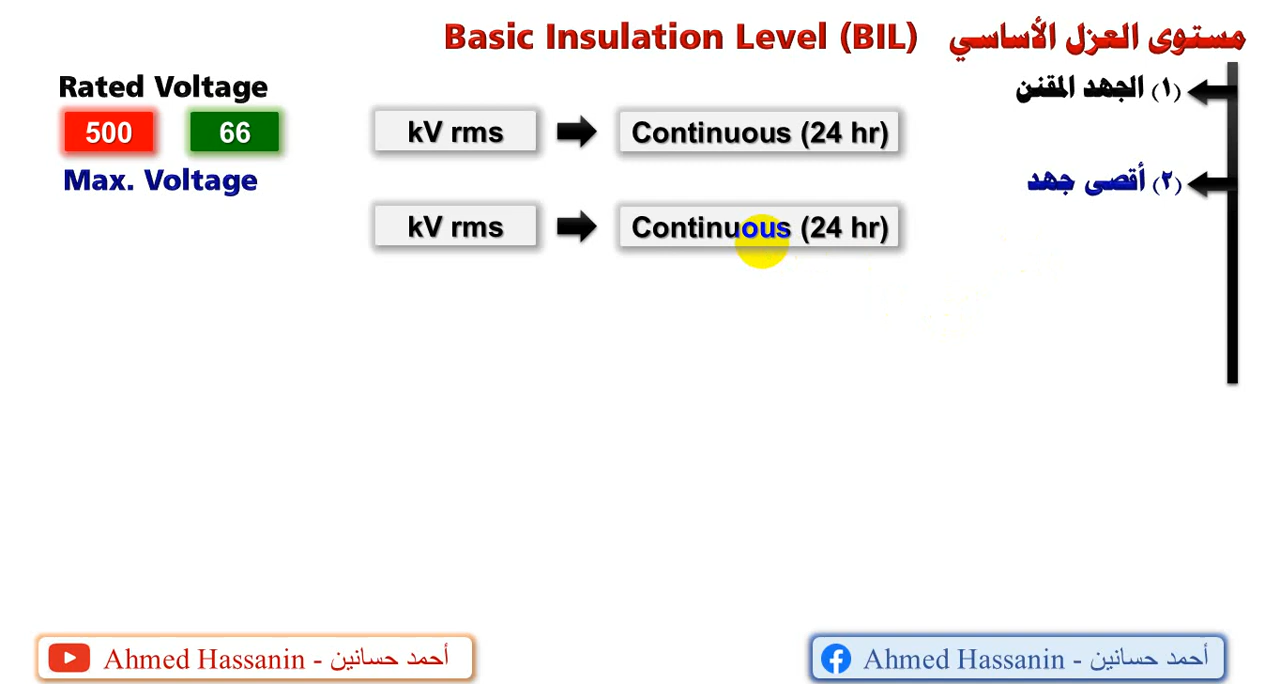 Basic Insulation Level (BIL) مستوى العزل الأساسي
Rated Voltage
(١) الجهد المقنن
500 66 kV rms Continuous (24 hr)
Max. Voltage
(٢) أقصى جهد
kV rms Continuous (24 hr)
Ahmed Hassanin - أحمد حسانين
Ahmed Hassanin - أحمد حسانين